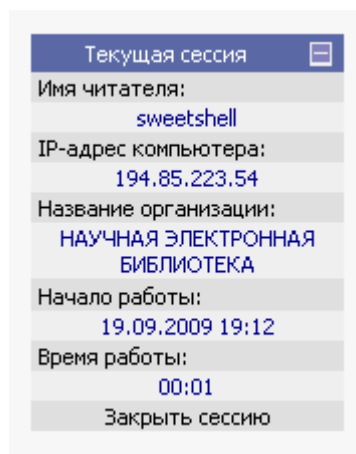 Текущая сессия
Имя читателя:
sweetshell
IP-адрес компьютера:
194.85.223.54
Название организации:
НАУЧНАЯ ЭЛЕКТРОННАЯ
БИБЛИОТЕКА
Начало работы:
19.09.2009 19:12
Время работы:
00:01
Закрыть сессию